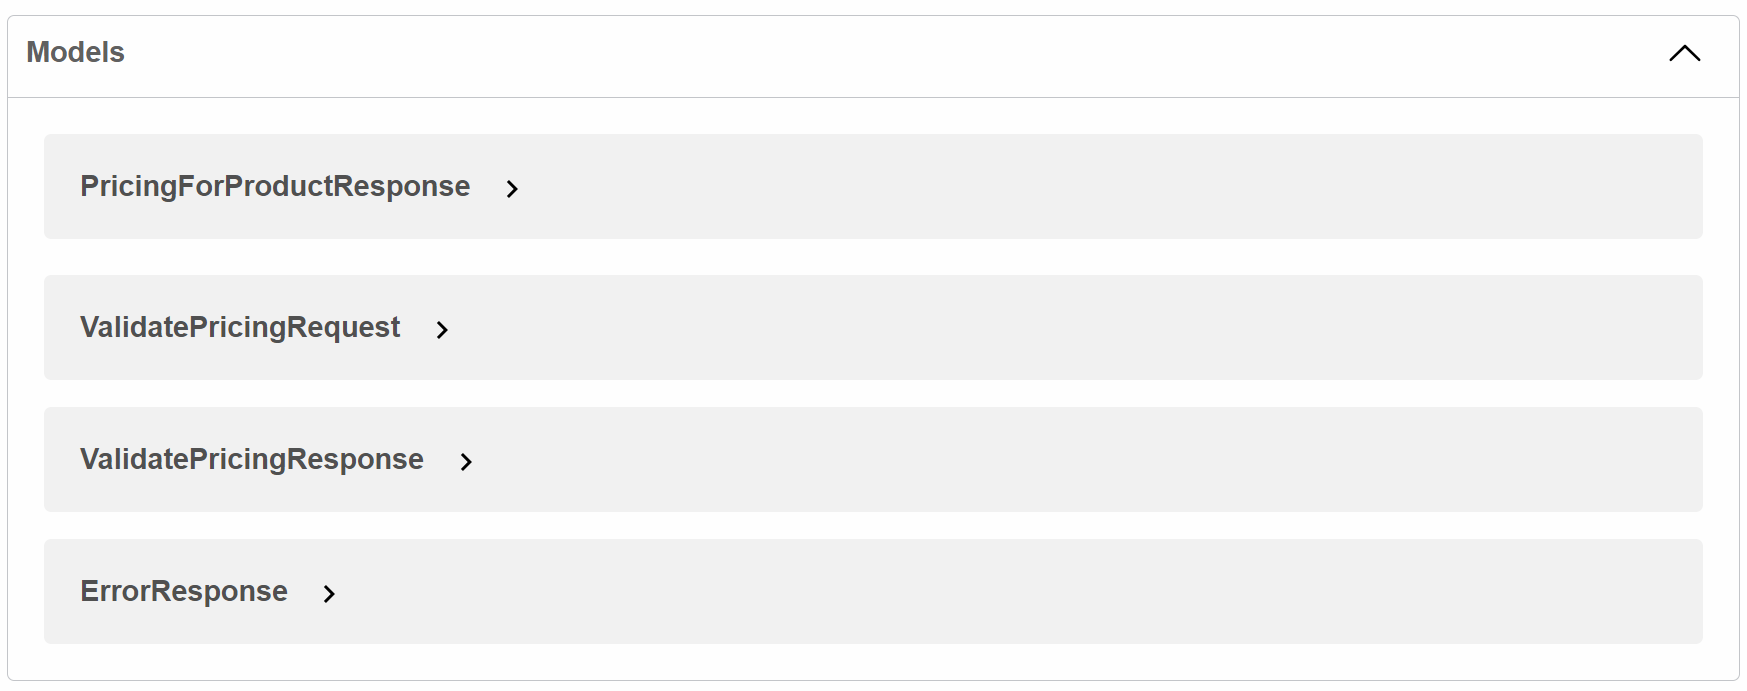 Models
PricingForProductResponse
ValidatePricingRequest
ValidatePricingResponse
ErrorResponse